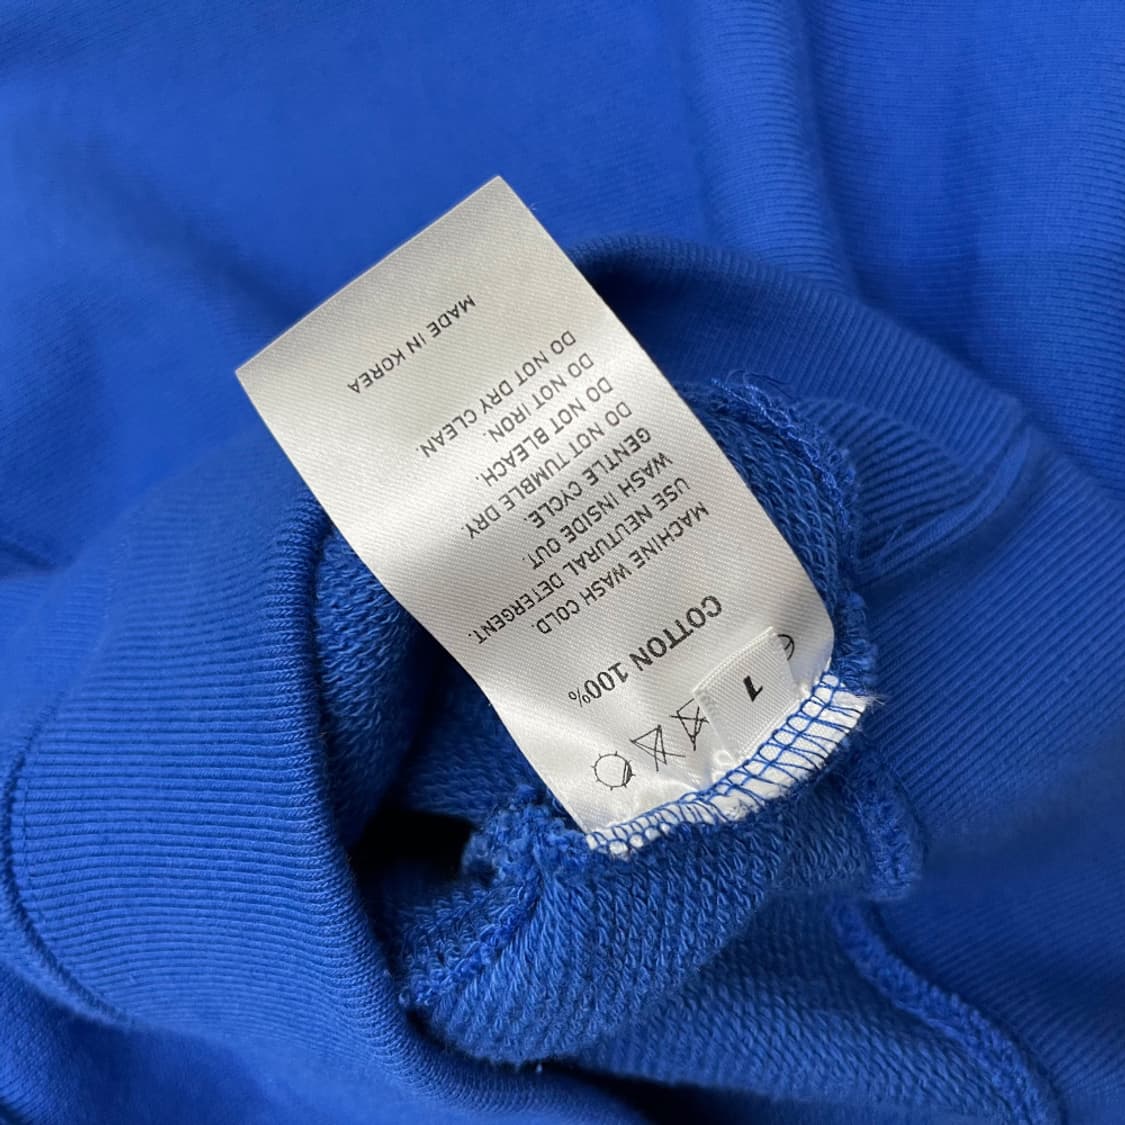 1
COTTON 100%
MACHINE WASH COLD.
USE NEUTURAL DETERGENT.
WASH INSIDE OUT.
GENTLE CYCLE.
DO NOT TUMBLE DRY.
DO NOT BLEACH.
DO NOT IRON.
DO NOT DRY CLEAN.
MADE IN KOREA